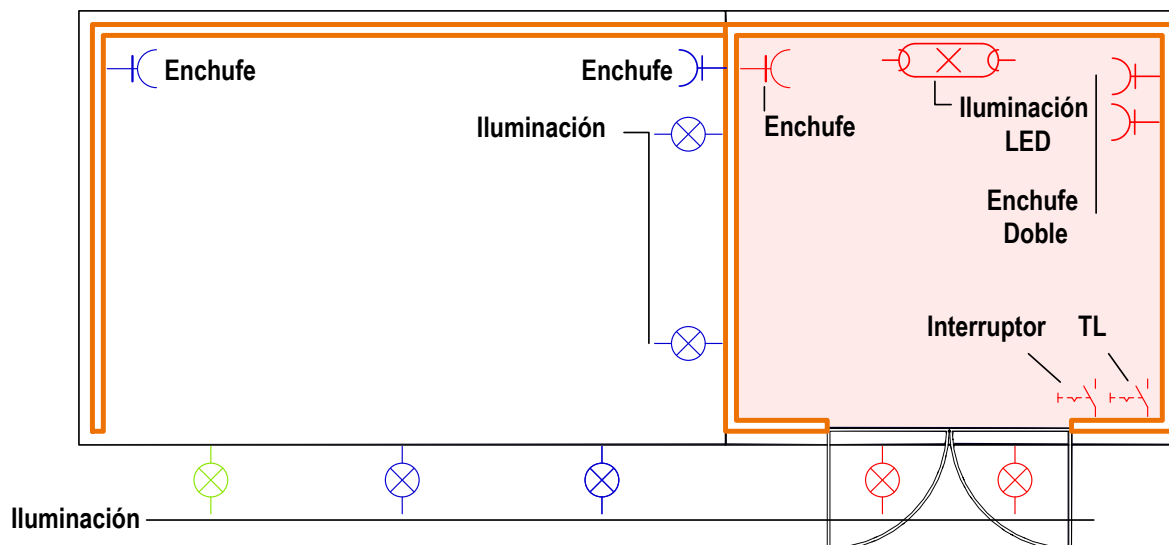 Enchufe
Enchufe
Enchufe
Iluminación
LED
Iluminación
Enchufe
Doble
Interruptor
TL
Iluminación